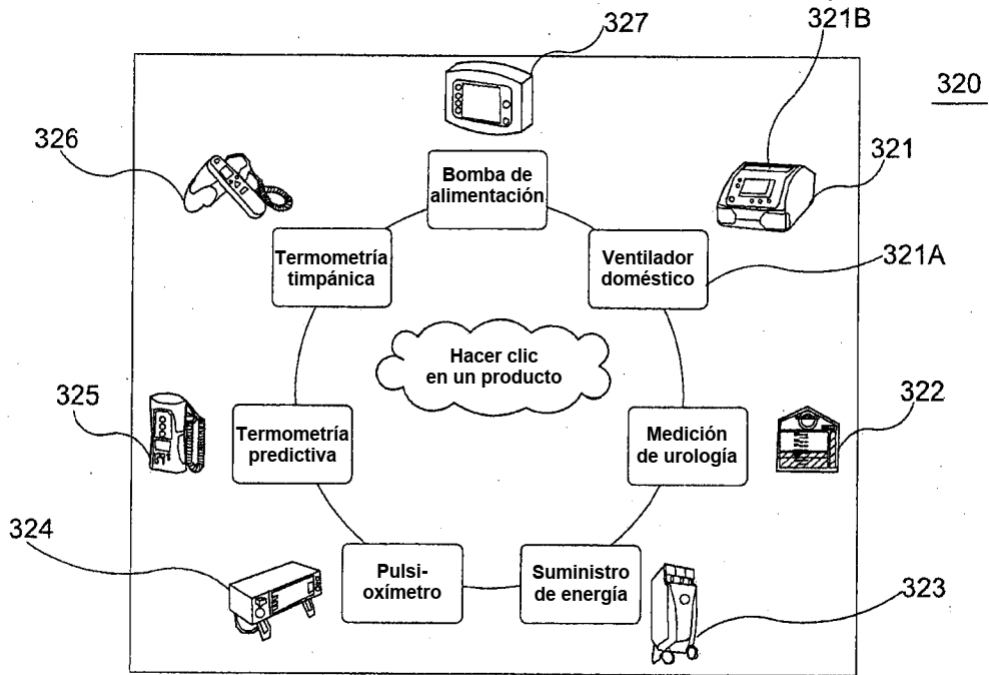 327
321B
320
326
321
Bomba de
alimentación
Termometría
timpánica
Ventilador
doméstico
321A
Hacer clic
en un producto
325
322
Termometría
predictiva
Medición
de urología
324
Pulsi-
oxímetro
Suministro
de energía
323